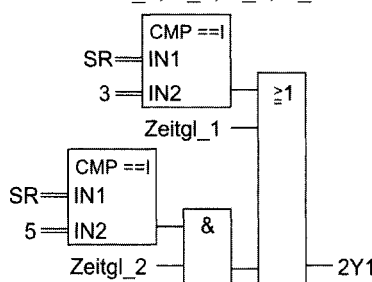 CMP ==I
SR IN1
3 IN2
≥1
Zeitgl_1
CMP ==I
SR IN1
5 IN2
&
Zeitgl_2
2Y1